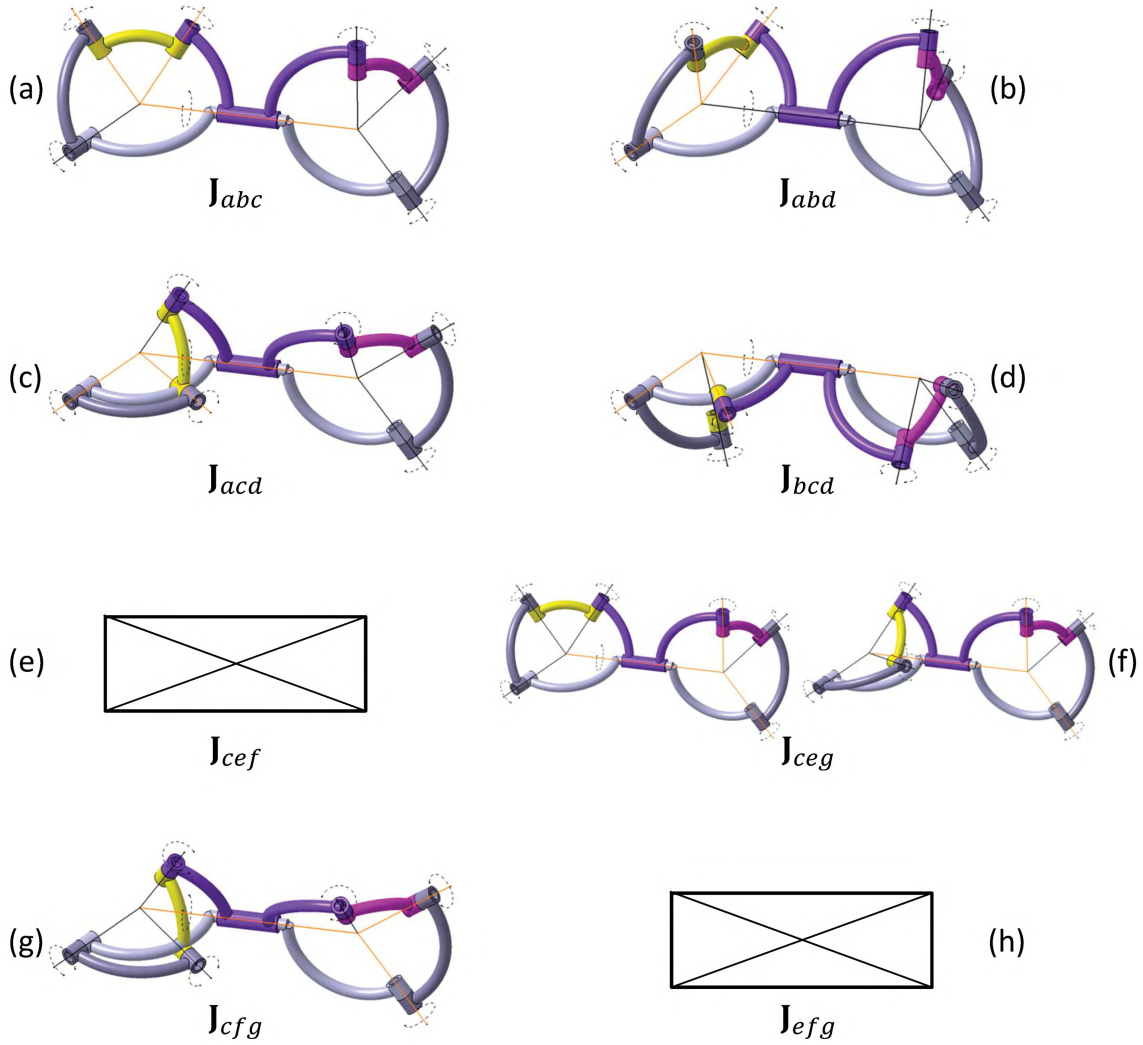 (a)
(b)
J_abc
J_abd
(c)
(d)
J_acd
J_bcd
(e)
(f)
J_cef
J_ceg
(g)
(h)
J_cfg
J_efg